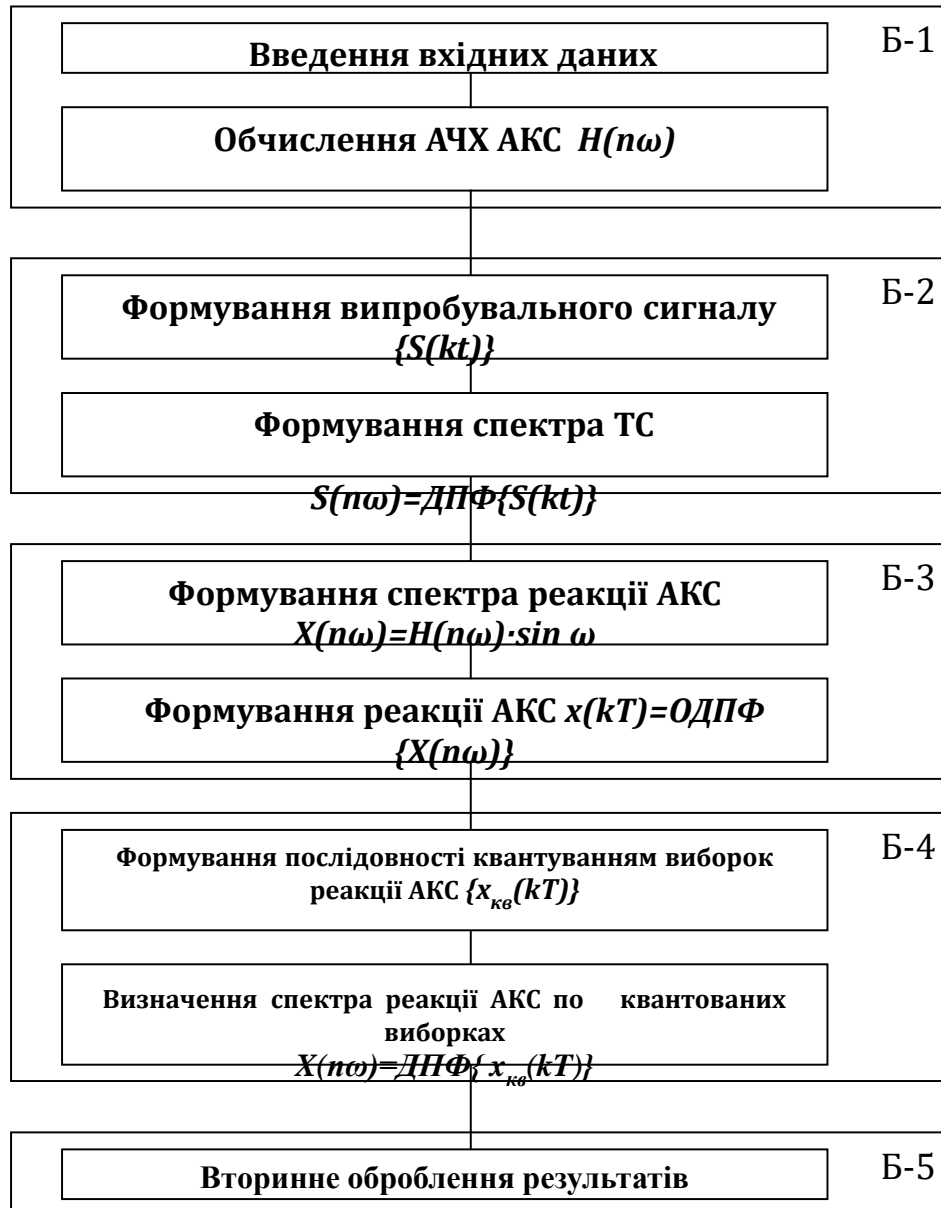 Б-1
Введення вхідних даних
Обчислення АЧХ АКС H(nω)
Б-2
Формування випробувального сигналу
{S(kt)}
Формування спектра ТС
S(nω)=ДПФ{S(kt)}
Б-3
Формування спектра реакції АКС
X(nω)=H(nω)·sin ω
Формування реакції АКС x(kT)=ОДПФ
{X(nω)}
Б-4
Формування послідовності квантуванням виборок
реакції АКС {x_кв(kT)}
Визначення спектра реакції АКС по квантованих
виборках
X(nω)=ДПФ{ x_кв(kT)}
Б-5
Вторинне оброблення результатів